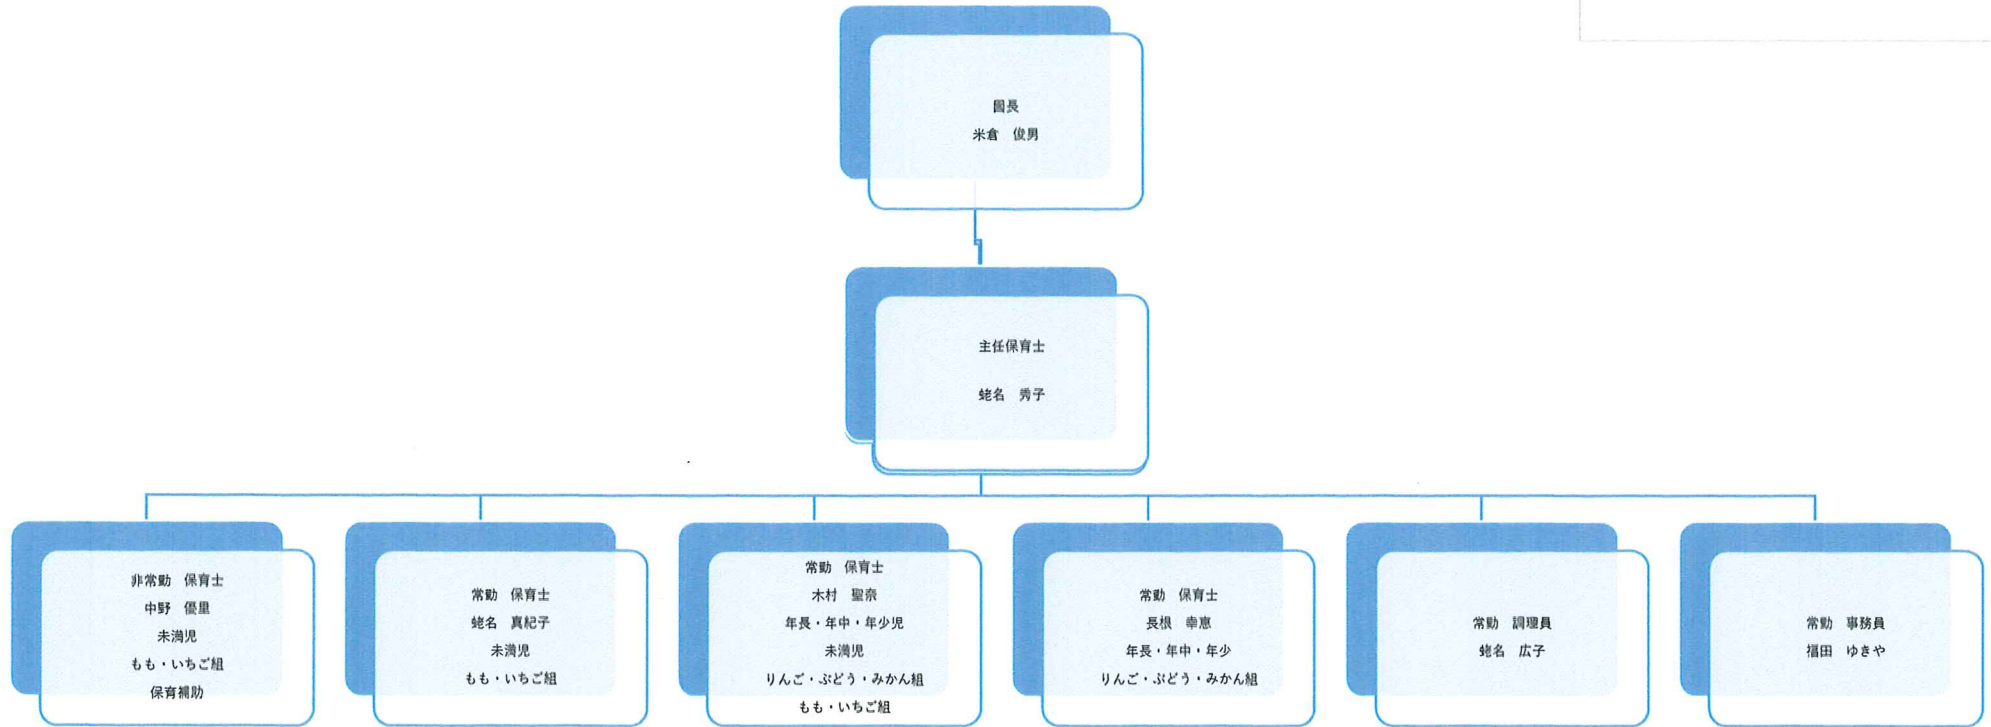 園長
米倉　俊男
主任保育士
蛯名　秀子
非常勤　保育士
中野　優里
未満児
もも・いちご組
保育補助
常勤　保育士
蛯名　真紀子
未満児
もも・いちご組
常勤　保育士
木村　聖奈
年長・年中・年少児
未満児
りんご・ぶどう・みかん組
もも・いちご組
常勤　保育士
長根　幸恵
年長・年中・年少
りんご・ぶどう・みかん組
常勤　調理員
蛯名　広子
常勤　事務員
福田　ゆきや